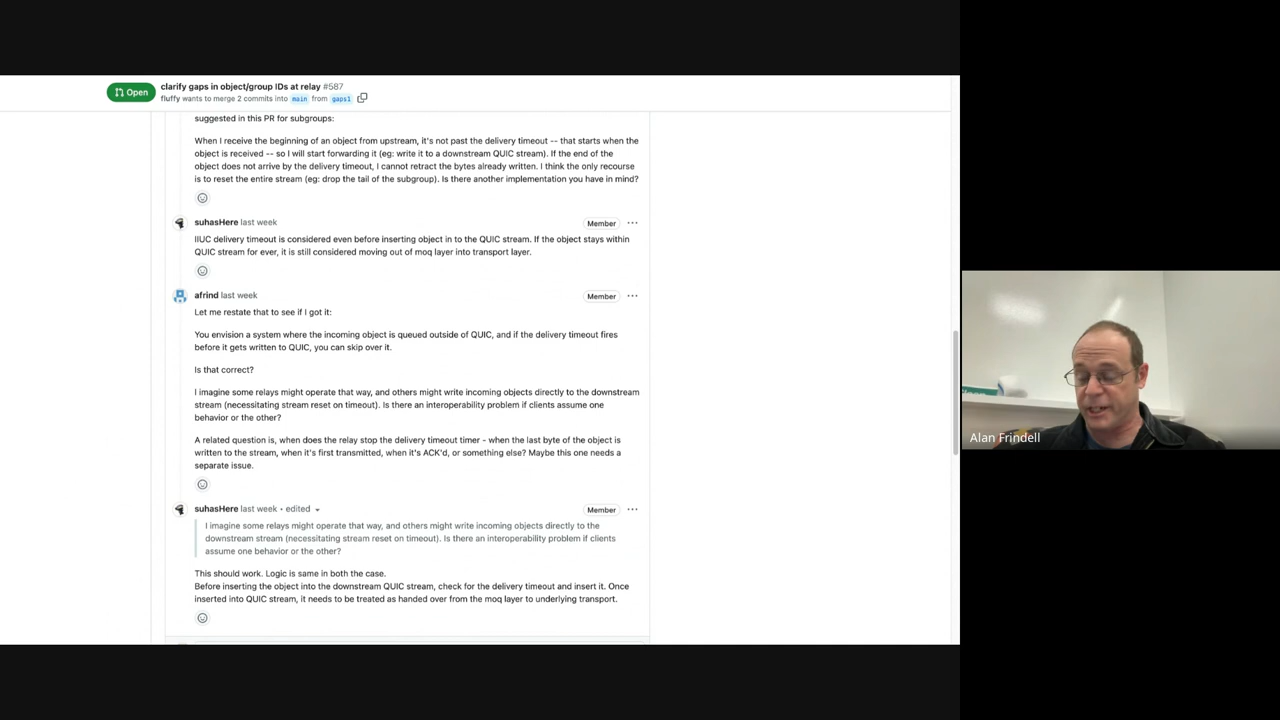 Open
clarify gaps in object/group IDs at relay #587
fluffy wants to merge 2 commits into main from gaps1
suggested in this PR for subgroups:
When I receive the beginning of an object from upstream, it's not past the delivery timeout -- that starts when the
object is received -- so I will start forwarding it (eg: write it to a downstream QUIC stream). If the end of the
object does not arrive by the delivery timeout, I cannot retract the bytes already written. I think the only recourse
is to reset the entire stream (eg: drop the tail of the subgroup). Is there another implementation you have in mind?
suhasHere last week
Member
IIUC delivery timeout is considered even before inserting object in to the QUIC stream. If the object stays within
QUIC stream for ever, it is still considered moving out of moq layer into transport layer.
afrind last week
Member
Let me restate that to see if I got it:
You envision a system where the incoming object is queued outside of QUIC, and if the delivery timeout fires
before it gets written to QUIC, you can skip over it.
Is that correct?
I imagine some relays might operate that way, and others might write incoming objects directly to the downstream
stream (necessitating stream reset on timeout). Is there an interoperability problem if clients assume one
behavior or the other?
A related question is, when does the relay stop the delivery timeout timer - when the last byte of the object is
written to the stream, when it's first transmitted, when it's ACK'd, or something else? Maybe this one needs a
separate issue.
suhasHere last week • edited
Member
I imagine some relays might operate that way, and others might write incoming objects directly to the
downstream stream (necessitating stream reset on timeout). Is there an interoperability problem if clients
assume one behavior or the other?
This should work. Logic is same in both the case.
Before inserting the object into the downstream QUIC stream, check for the delivery timeout and insert it. Once
inserted into QUIC stream, it needs to be treated as handed over from the moq layer to underlying transport.
Alan Frindell